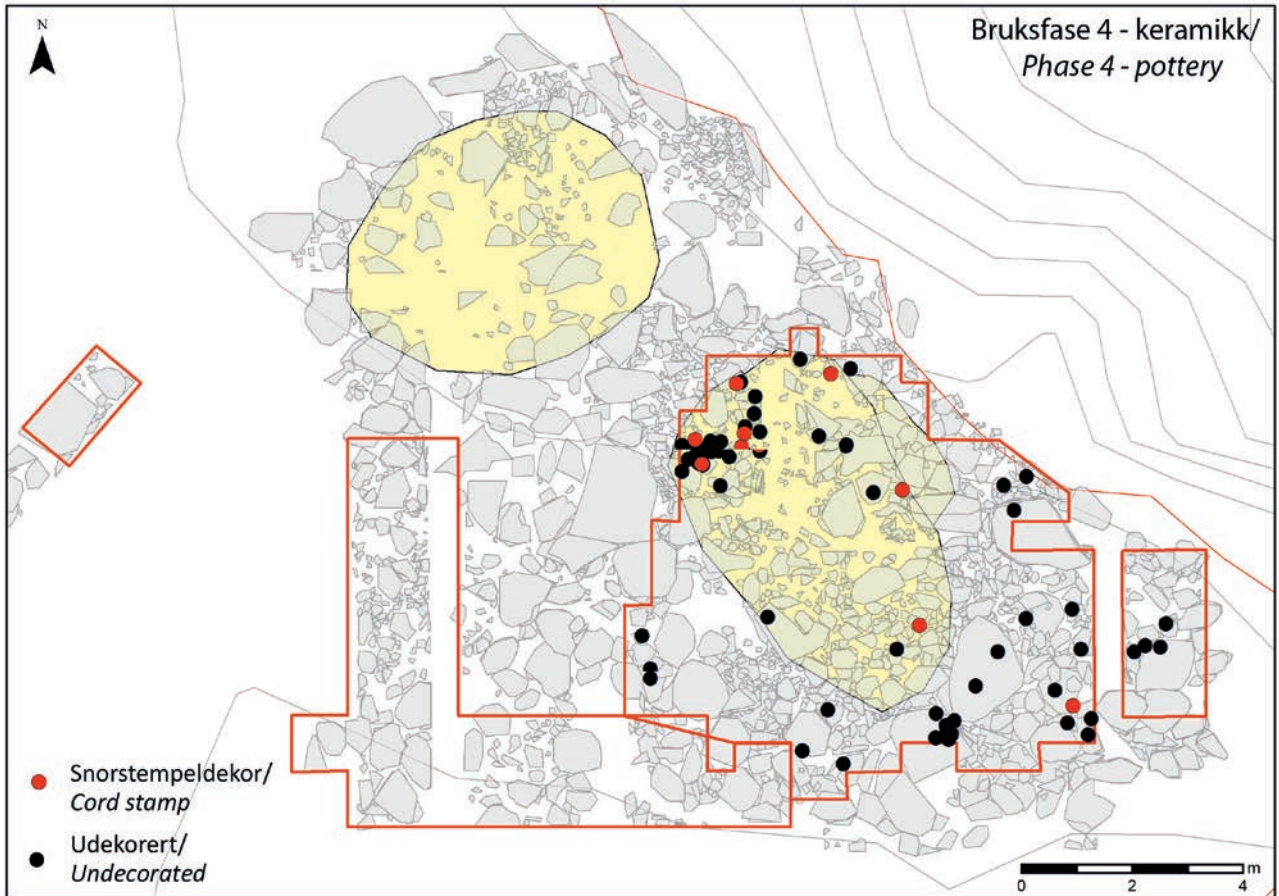 N
Bruksfase 4 - keramikk/
Phase 4 - pottery
Snorstempeldekor/
Cord stamp
Udekorert/
Undecorated
m
0 2 4